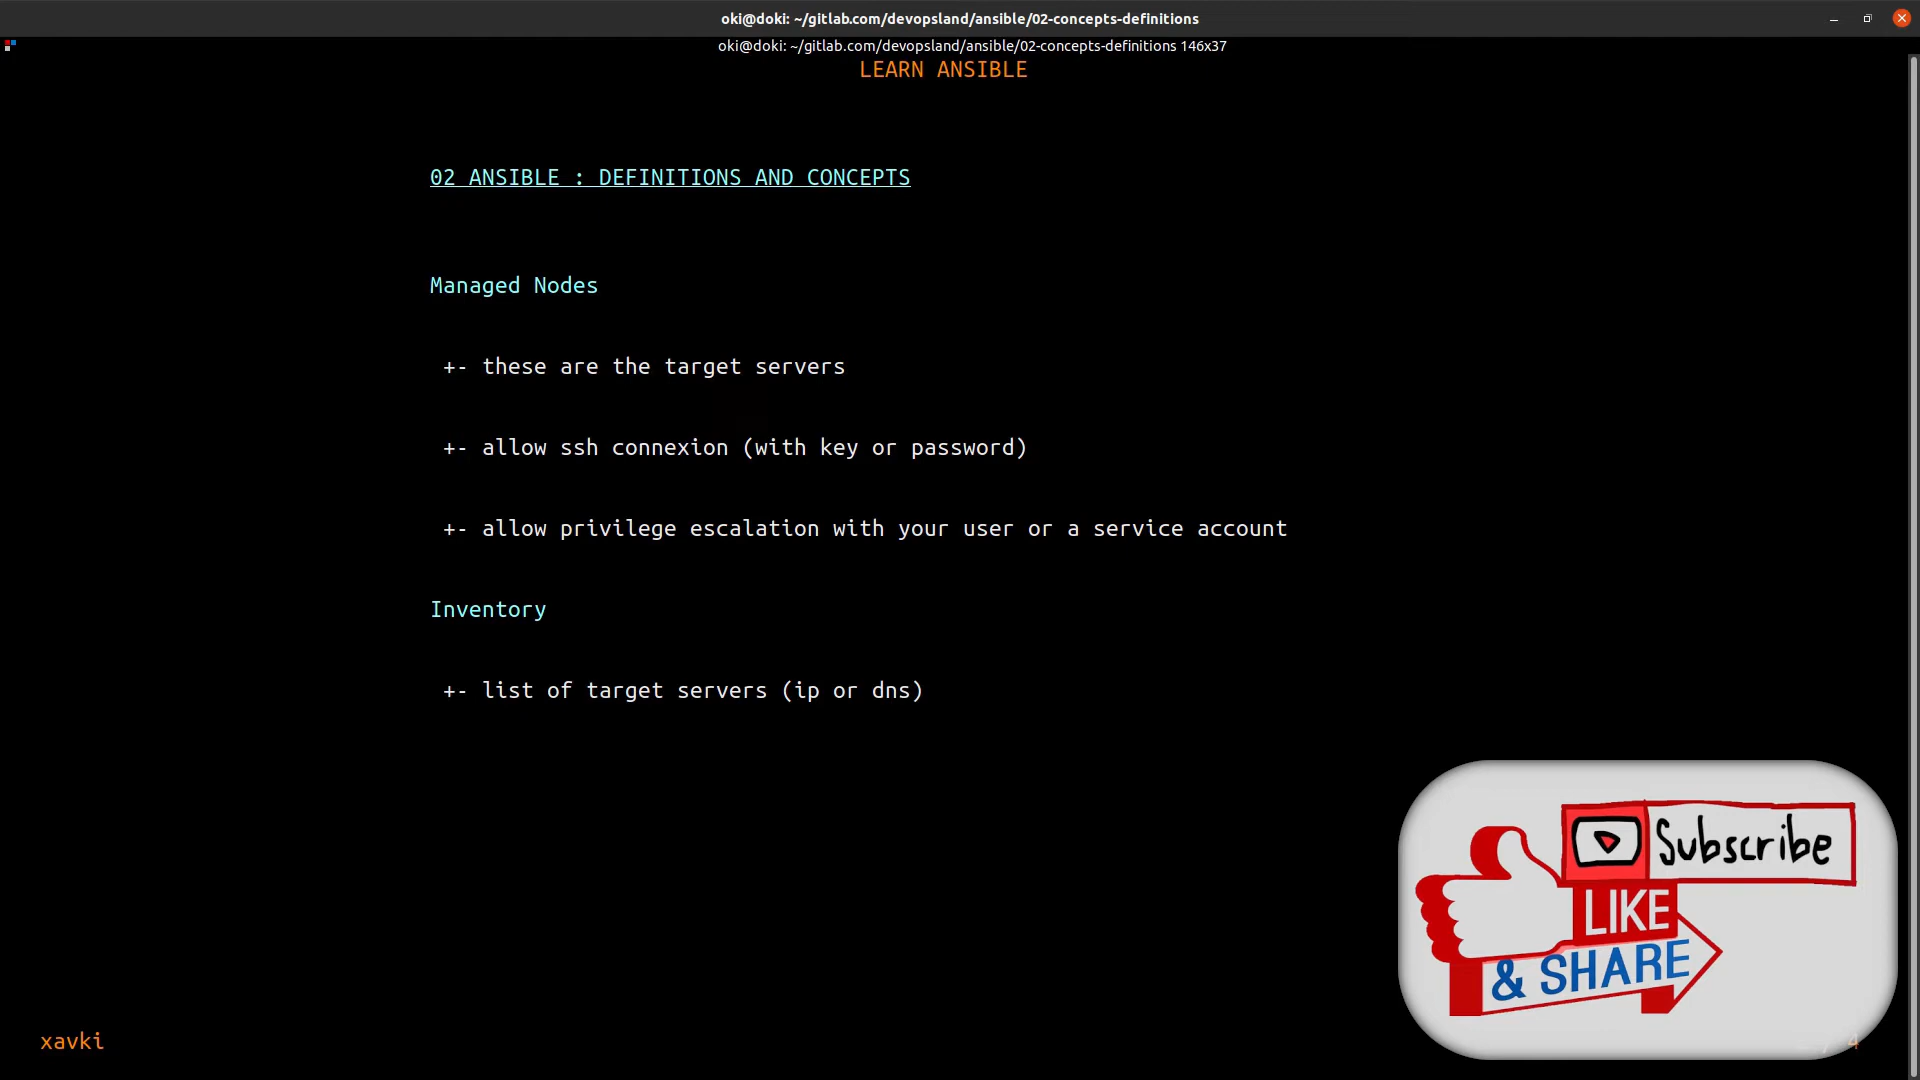 oki@doki: ~/gitlab.com/devopsland/ansible/02-concepts-definitions
oki@doki: ~/gitlab.com/devopsland/ansible/02-concepts-definitions 146x37
LEARN ANSIBLE
02 ANSIBLE : DEFINITIONS AND CONCEPTS
Managed Nodes
+- these are the target servers
+- allow ssh connexion (with key or password)
+- allow privilege escalation with your user or a service account
Inventory
+- list of target servers (ip or dns)
Subscribe
LIKE
& SHARE
xavki
4